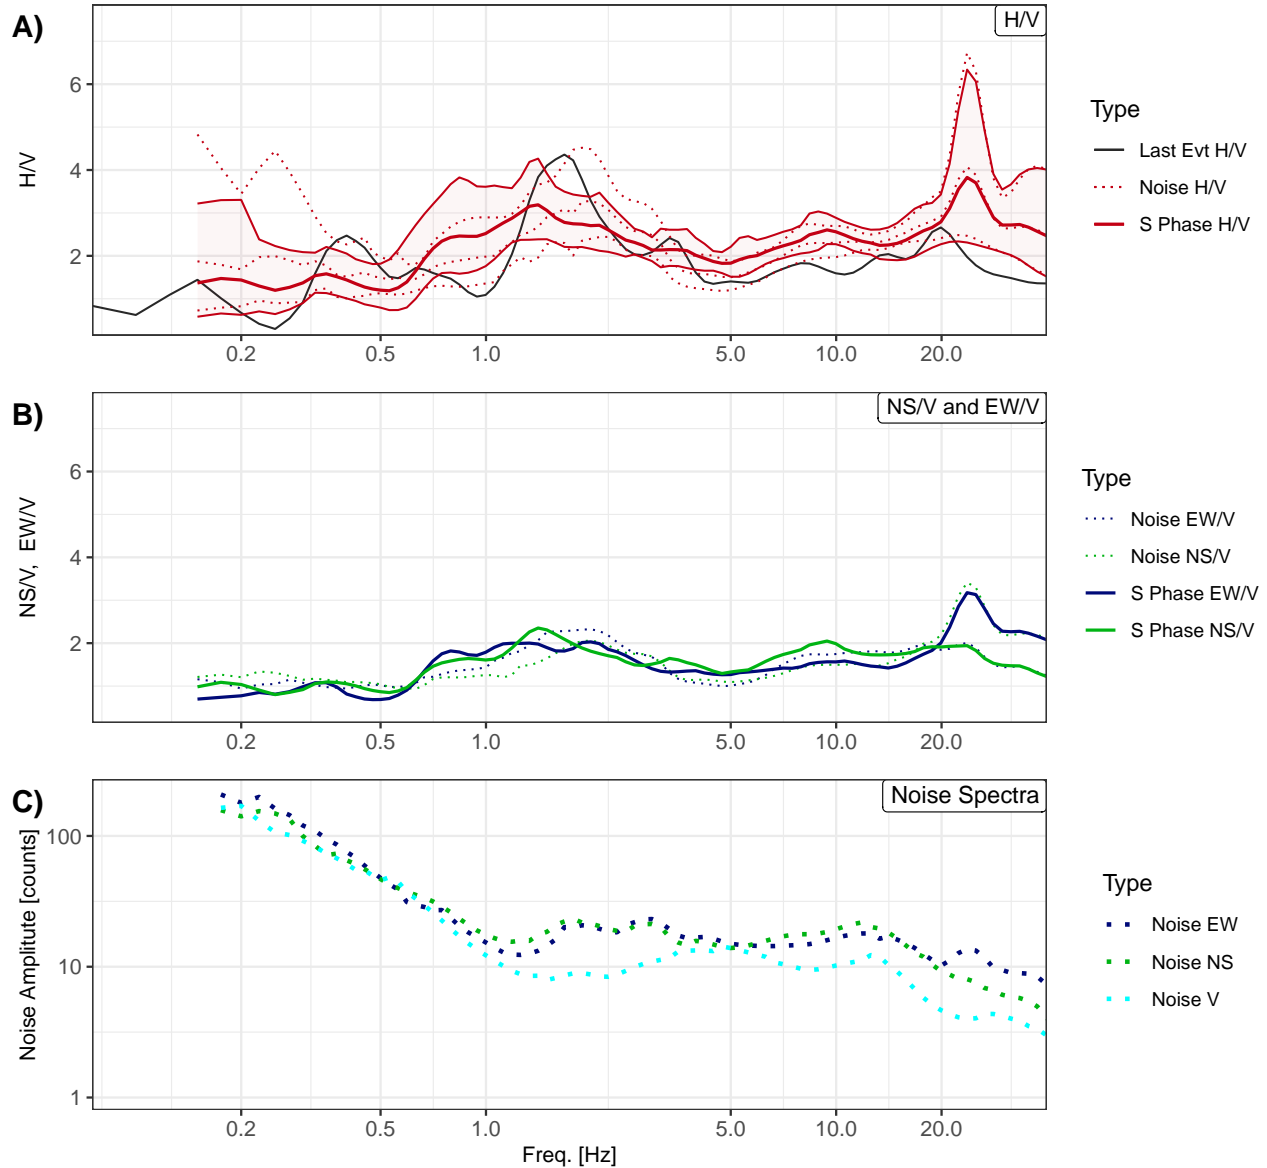 A)
H/V
H/V
6
4
2
0.2 0.5 1.0 5.0 10.0 20.0
Type
Last Evt H/V
Noise H/V
S Phase H/V
B)
NS/V and EW/V
NS/V,  EW/V
6
4
2
0.2 0.5 1.0 5.0 10.0 20.0
Type
Noise EW/V
Noise NS/V
S Phase EW/V
S Phase NS/V
C)
Noise Spectra
Noise Amplitute [counts]
100
10
1
0.2 0.5 1.0 5.0 10.0 20.0
Freq. [Hz]
Type
Noise EW
Noise NS
Noise V